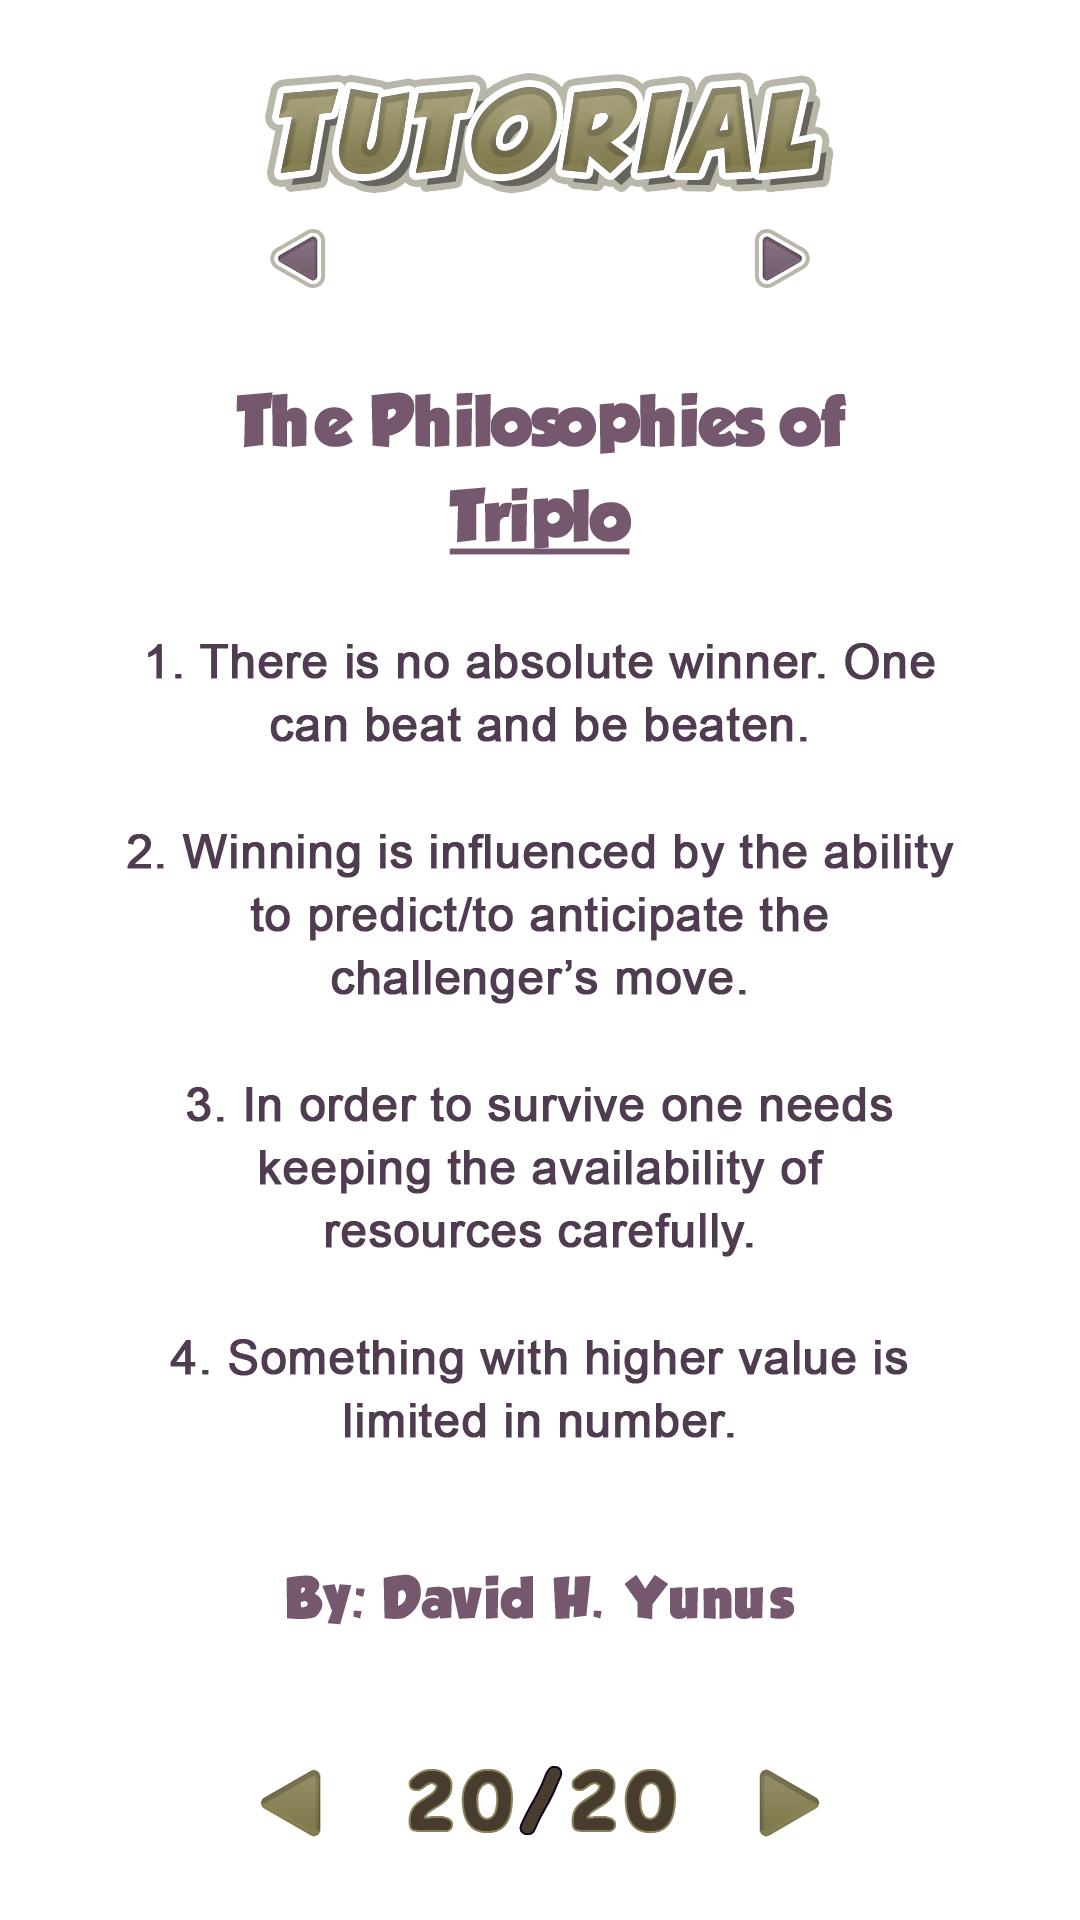 TUTORIAL
The Philosophies of
Triplo
1. There is no absolute winner. One
can beat and be beaten.
2. Winning is influenced by the ability
to predict/to anticipate the
challenger’s move.
3. In order to survive one needs
keeping the availability of
resources carefully.
4. Something with higher value is
limited in number.
By: David H. Yunus
20/20